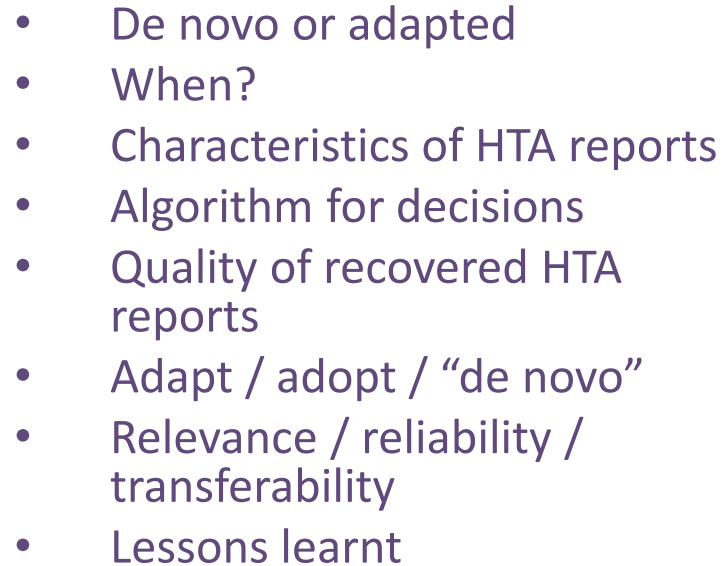 • De novo or adapted
• When?
• Characteristics of HTA reports
• Algorithm for decisions
• Quality of recovered HTA
reports
• Adapt / adopt / “de novo”
• Relevance / reliability /
transferability
• Lessons learnt